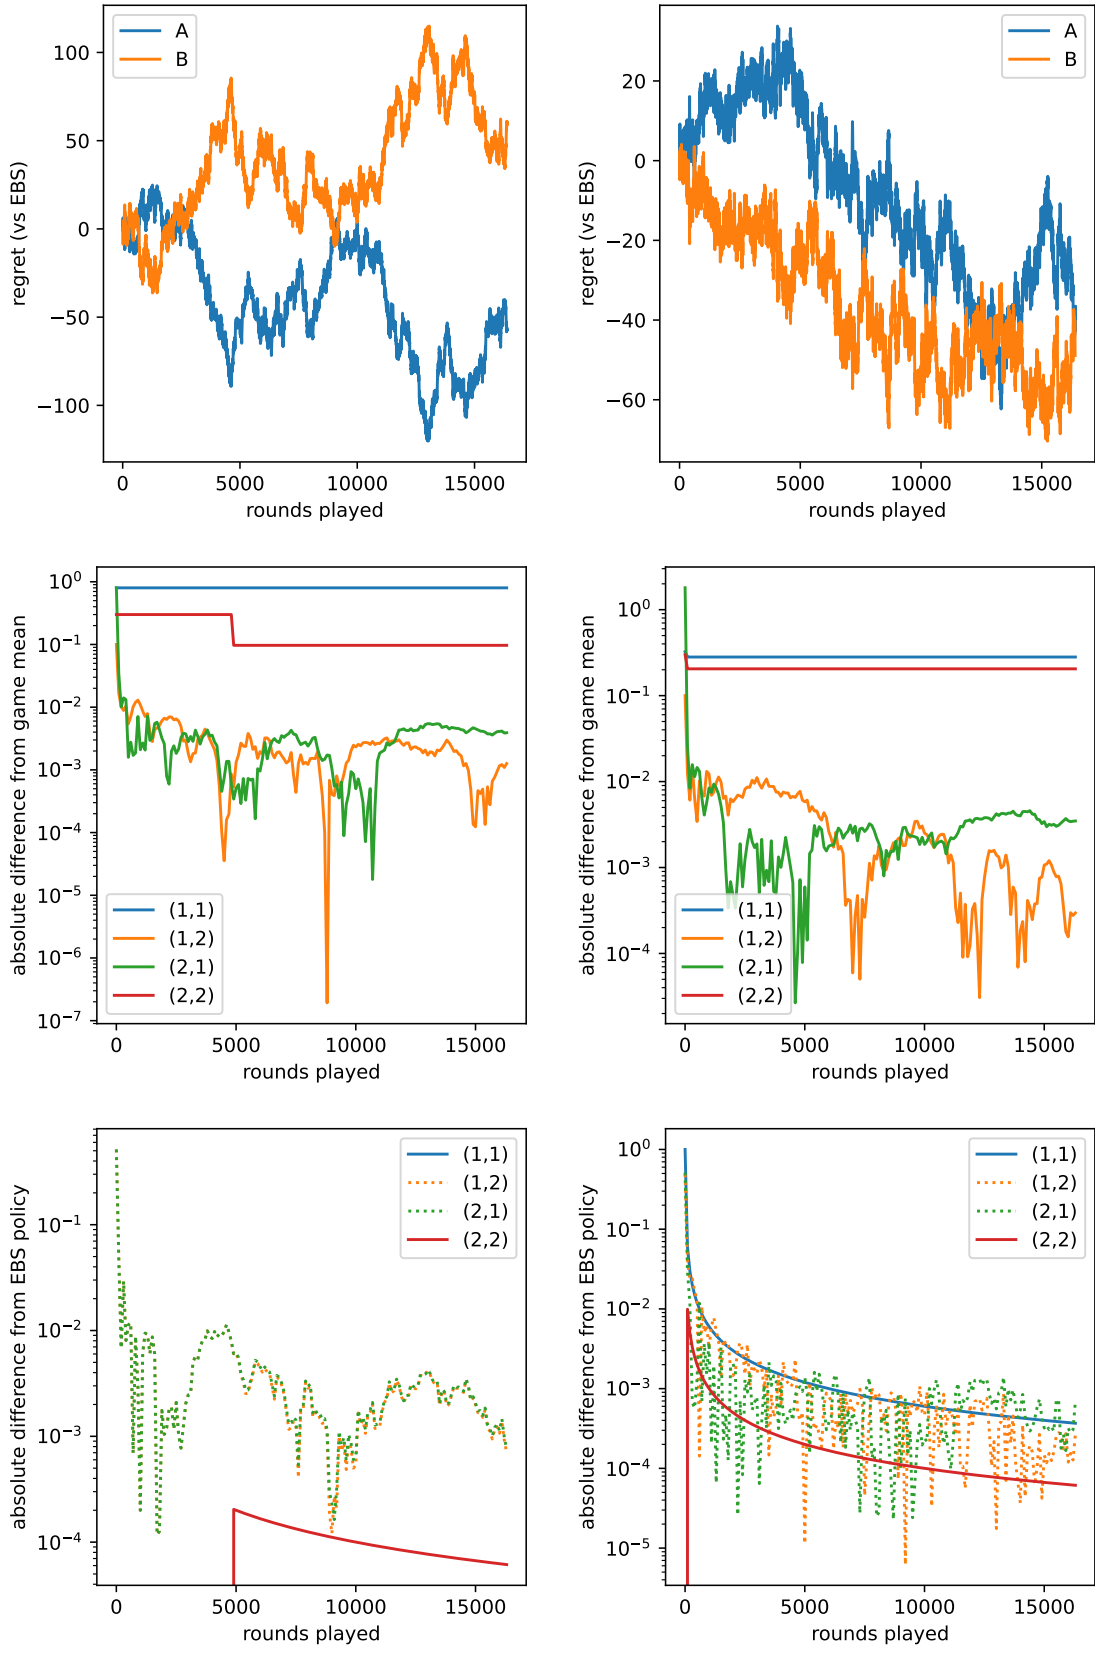 A
B
100
50
0
−50
−100
regret (vs EBS)
0 5000 10000 15000
rounds played
A
B
20
0
−20
−40
−60
regret (vs EBS)
0 5000 10000 15000
rounds played
10^0
10^−1
10^−2
10^−3
10^−4
10^−5
10^−6
10^−7
absolute difference from game mean
(1,1)
(1,2)
(2,1)
(2,2)
0 5000 10000 15000
rounds played
10^0
10^−1
10^−2
10^−3
10^−4
absolute difference from game mean
(1,1)
(1,2)
(2,1)
(2,2)
0 5000 10000 15000
rounds played
(1,1)
(1,2)
(2,1)
(2,2)
10^−1
10^−2
10^−3
10^−4
absolute difference from EBS policy
0 5000 10000 15000
rounds played
(1,1)
(1,2)
(2,1)
(2,2)
10^0
10^−1
10^−2
10^−3
10^−4
10^−5
absolute difference from EBS policy
0 5000 10000 15000
rounds played